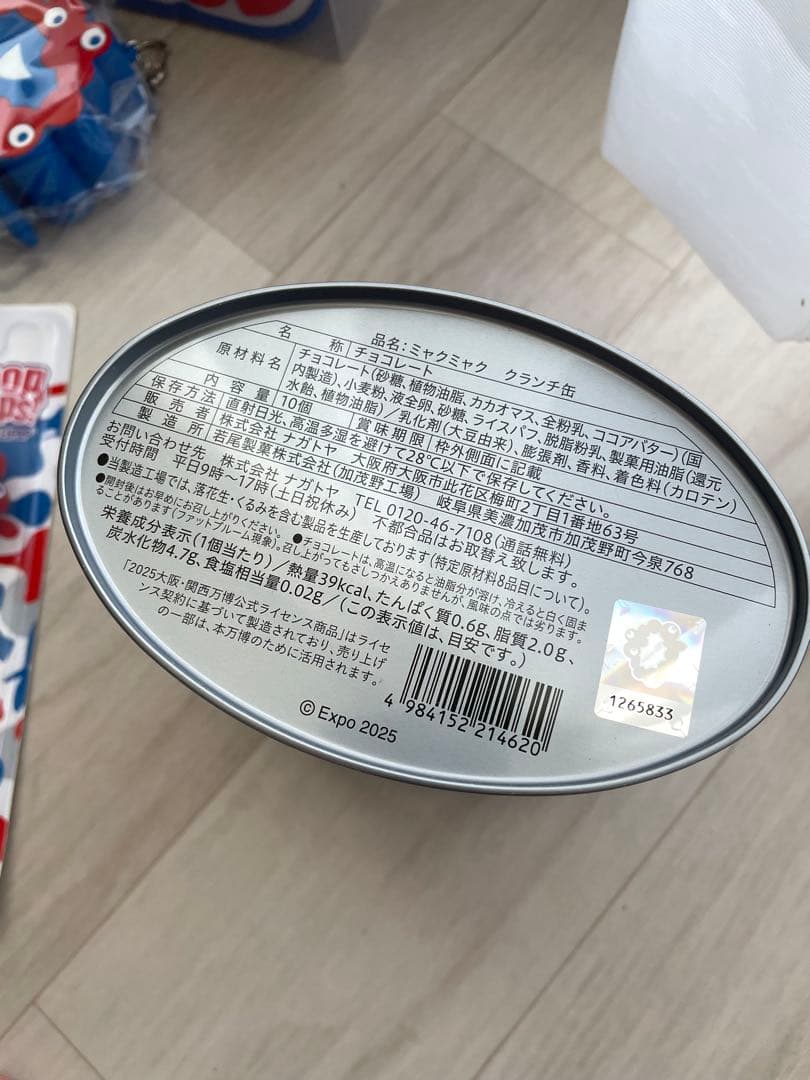 品名:ミャクミャク クランチ缶
名称 チョコレート
原材料名 チョコレート(砂糖、植物油脂、カカオマス、全粉乳、ココアバター)(国
内製造)、小麦粉、液全卵、砂糖、ライスパフ、脱脂粉乳、製菓用油脂(還元
水飴、植物油脂)/乳化剤(大豆由来)、膨張剤、香料、着色料(カロテン)
内容量 10個 賞味期限 枠外側面に記載
保存方法 直射日光、高温多湿を避けて28℃以下で保存してください。
販売者 株式会社 ナガトヤ 大阪府大阪市此花区梅町2丁目1番地63号
製造所 若尾製菓株式会社(加茂野工場) 岐阜県美濃加茂市加茂野町今泉768
お問い合わせ先 株式会社 ナガトヤ TEL 0120-46-7108(通話無料)
受付時間 平日9時〜17時(土日祝休み) 不都合品はお取替え致します。
●当製造工場では、落花生・くるみを含む製品を生産しております(特定原材料8品目について)。
●開封後はお早めにお召し上がりください。 ●チョコレートは、高温になると油脂分が溶け、冷えると白く固ま
ることがあります(ファットブルーム現象)。召し上がってもさしつかえありませんが、風味の点では劣ります。
栄養成分表示(1個当たり)/熱量39kcal、たんぱく質0.6g、脂質2.0g、
炭水化物4.7g、食塩相当量0.02g/(この表示値は、目安です。)
「2025大阪・関西万博公式ライセンス商品」はライセ
ンス契約に基づいて製造されており、売り上げ
の一部は、本万博のために活用されます。
4 984152 214620
1265833
© Expo 2025